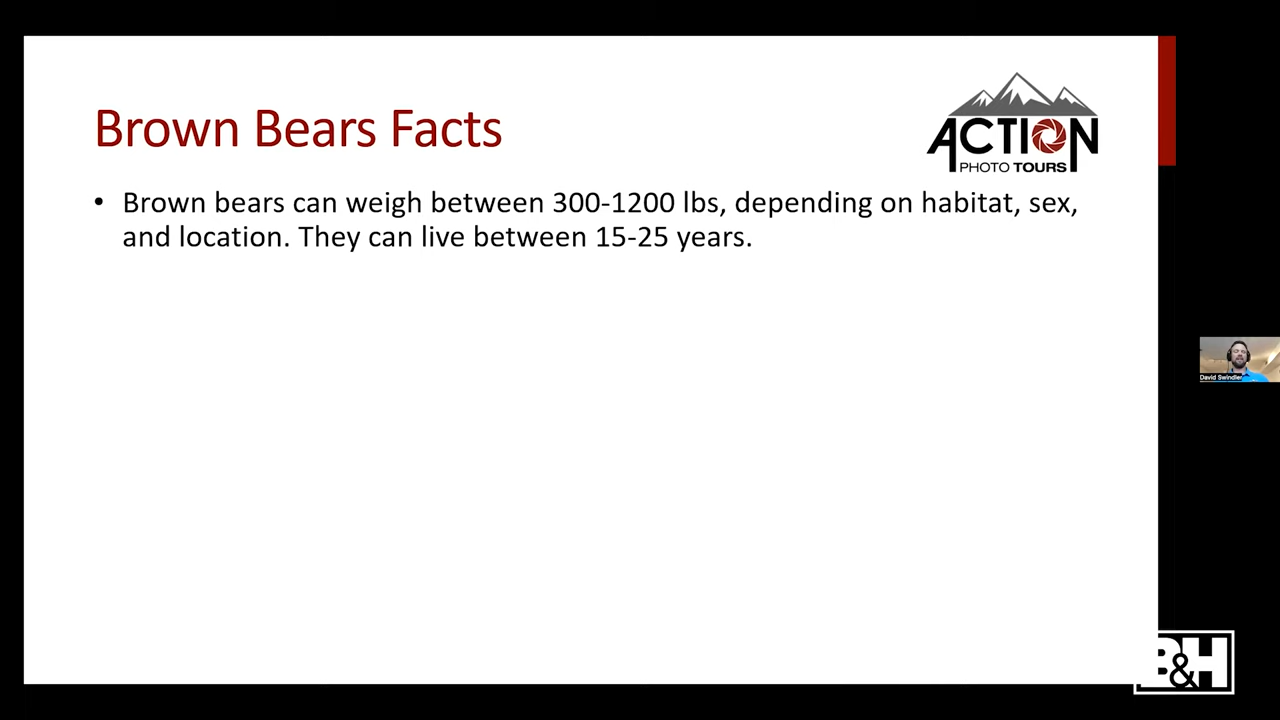 Brown Bears Facts
ACTION
PHOTO TOURS
• Brown bears can weigh between 300-1200 lbs, depending on habitat, sex,
and location. They can live between 15-25 years.
David Swindler
B&H